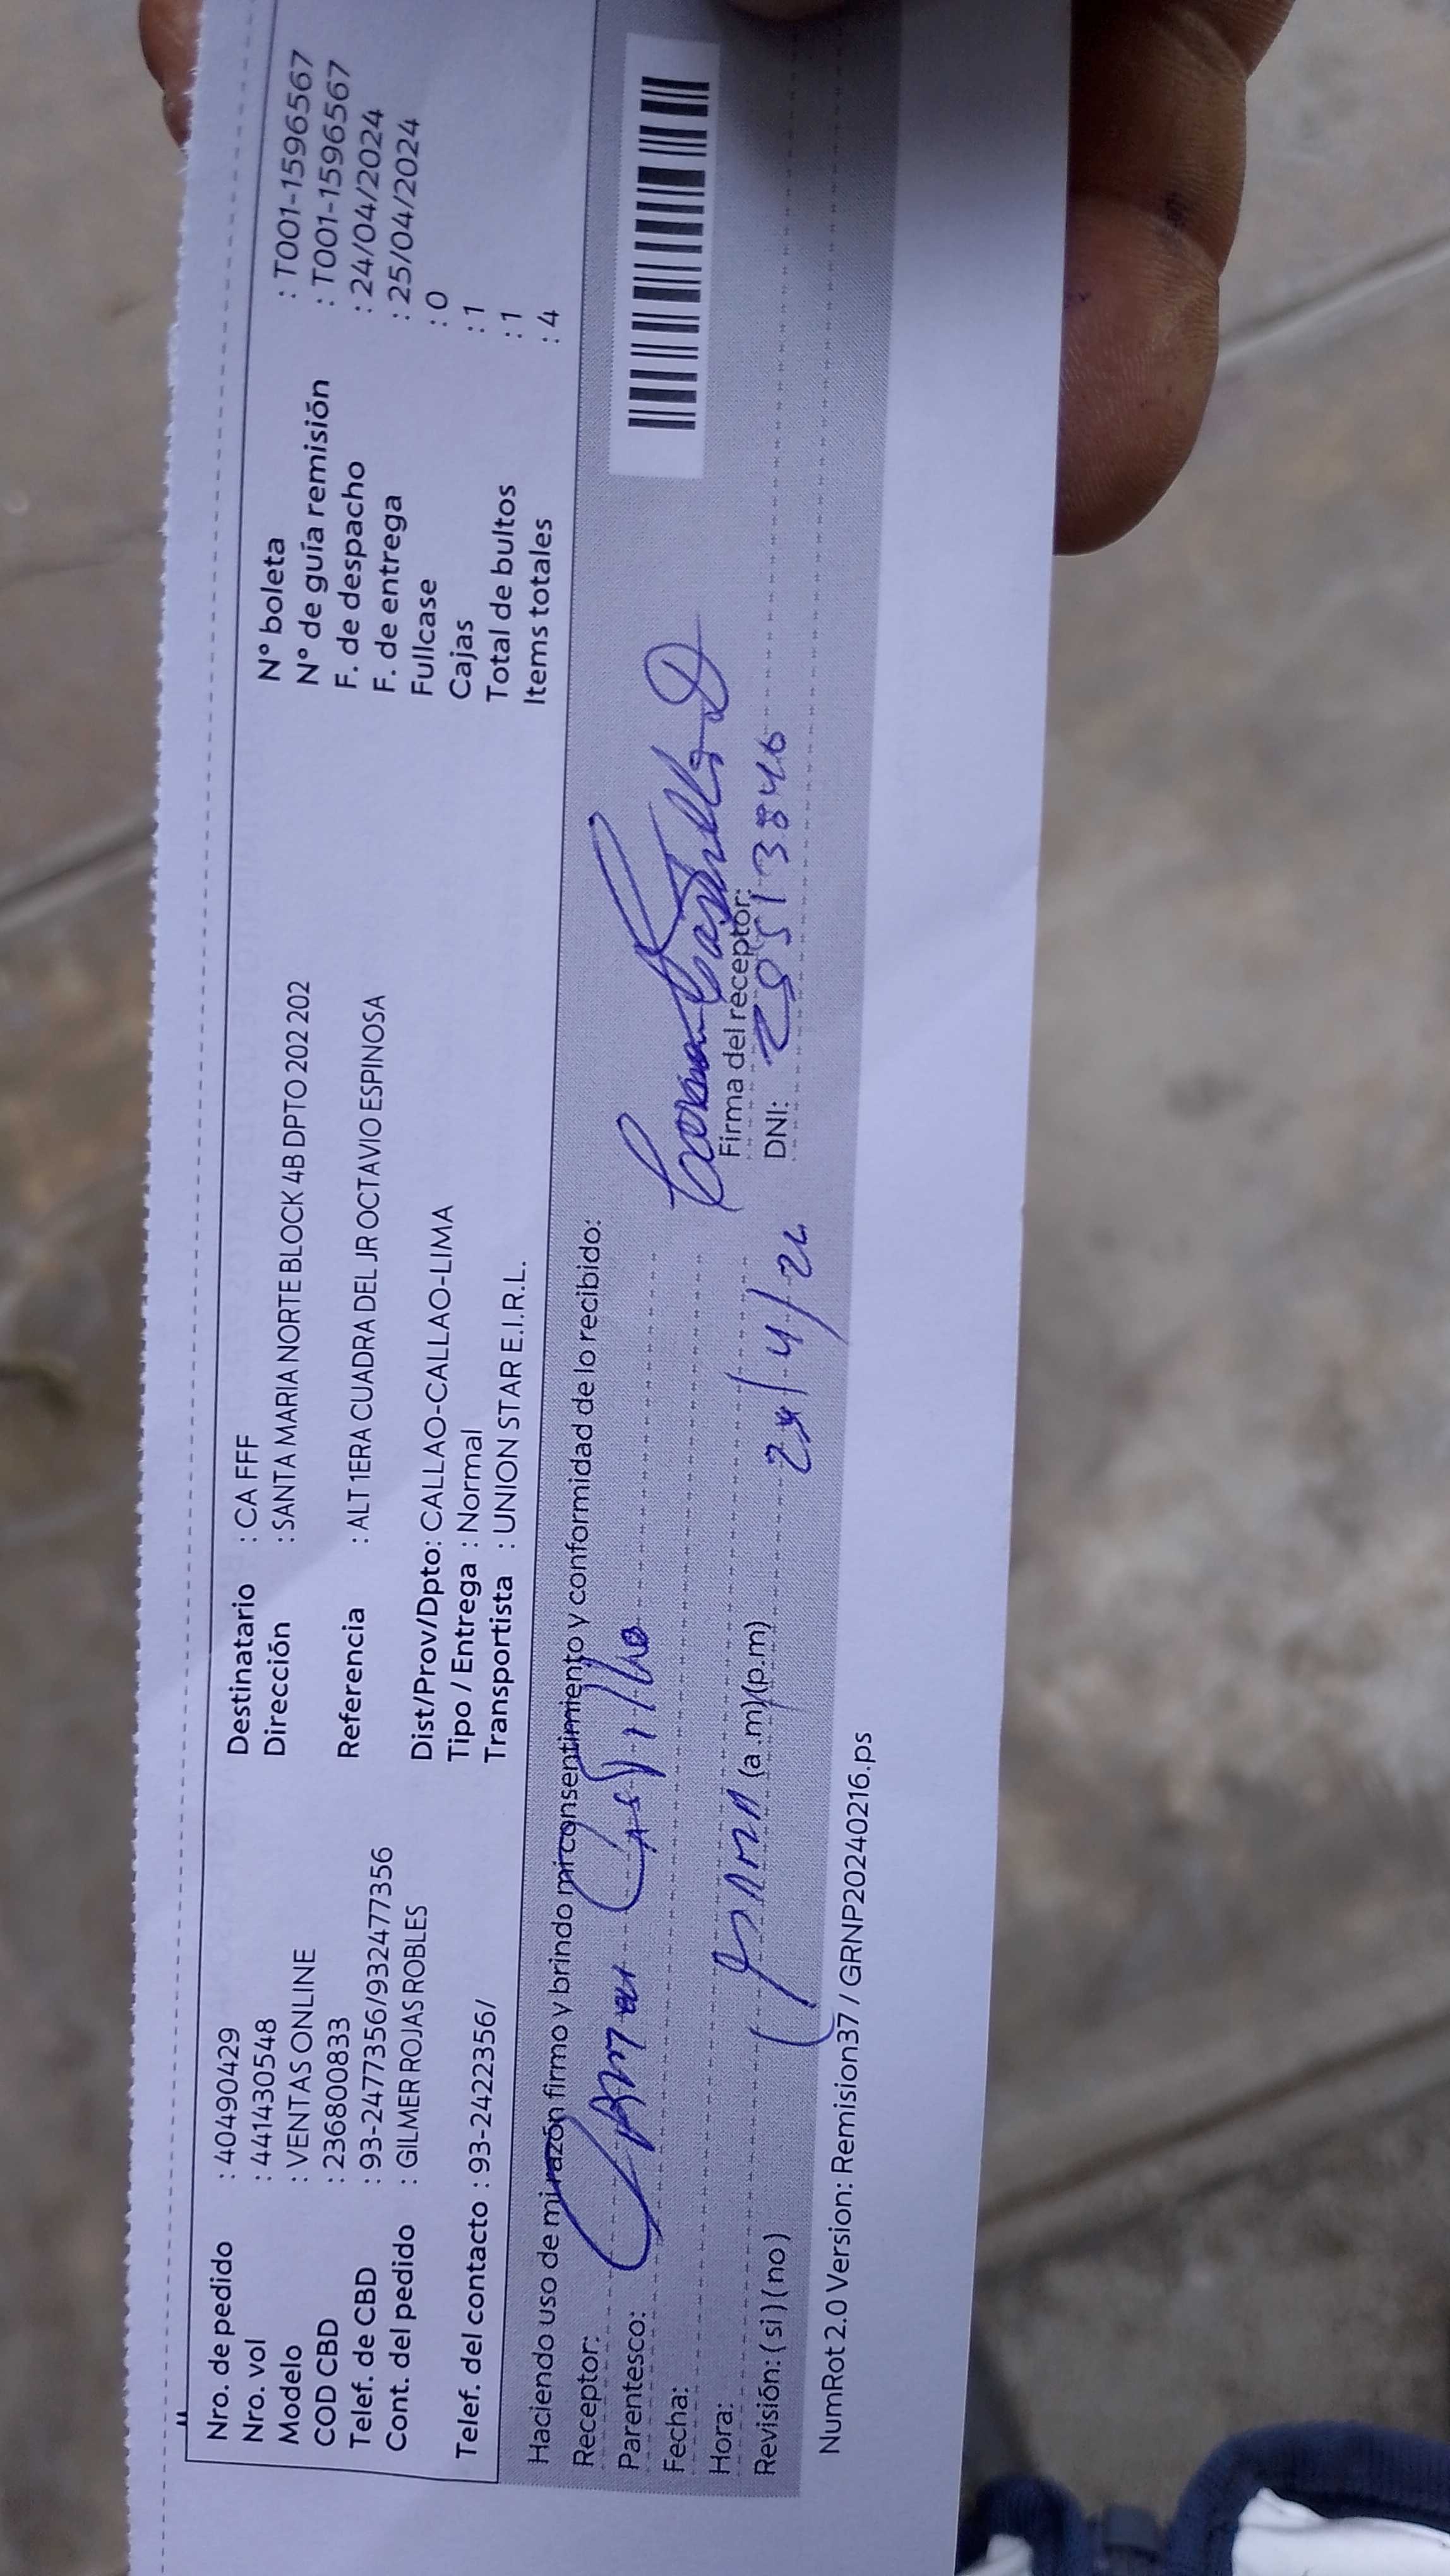 Nro. de pedido : 40490429
Nro. vol : 441430548
Modelo : VENTAS ONLINE
COD CBD : 236800833
Telef. de CBD : 93-2477356/932477356
Cont. del pedido : GILMER ROJAS ROBLES
Telef. del contacto : 93-2422356/
Destinatario : CA FFF
Dirección : SANTA MARIA NORTE BLOCK 4B DPTO 202 202
Referencia : ALT 1ERA CUADRA DEL JR OCTAVIO ESPINOSA
Dist/Prov/Dpto: CALLAO-CALLAO-LIMA
Tipo / Entrega : Normal
Transportista : UNION STAR E.I.R.L.
N° boleta : T001-1596567
N° de guía remisión : T001-1596567
F. de despacho : 24/04/2024
F. de entrega : 25/04/2024
Fullcase : 0
Cajas : 1
Total de bultos : 1
Items totales : 4
Haciendo uso de mi razón firmo y brindo mi consentimiento y conformidad de lo recibido:
Receptor: Carmen Castillo
Parentesco:
Fecha:
Hora: (a.m)(p.m)
Revisión: ( si ) ( no )
Firma del receptor:
DNI:
NumRot 2.0 Version: Remision37 / GRNP20240216.ps